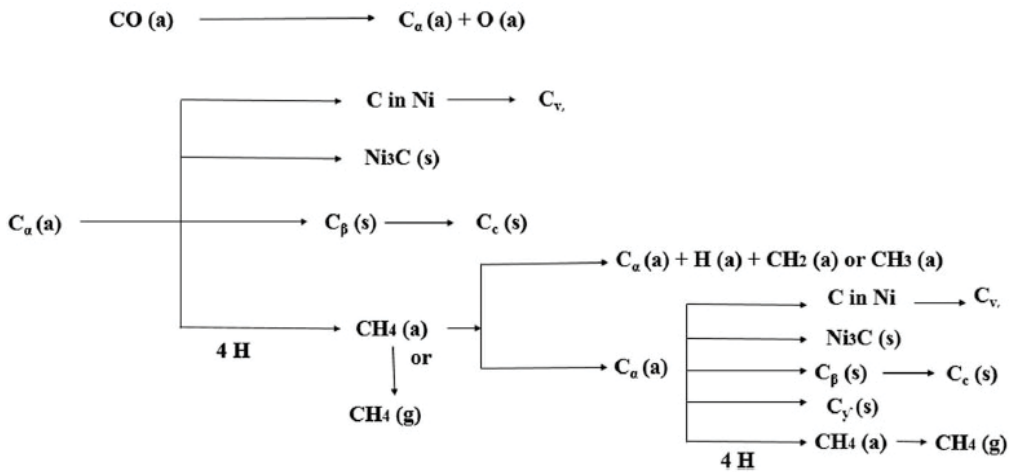 CO (a) Cα (a) + O (a)
C in Ni Cv,
Ni3C (s)
Cα (a) Cβ (s) Cc (s)
Cα (a) + H (a) + CH2 (a) or CH3 (a)
C in Ni Cv,
CH4 (a)
4 H or
Ni3C (s)
Cα (a) Cβ (s) Cc (s)
CH4 (g) Cy (s)
CH4 (a) CH4 (g)
4 H